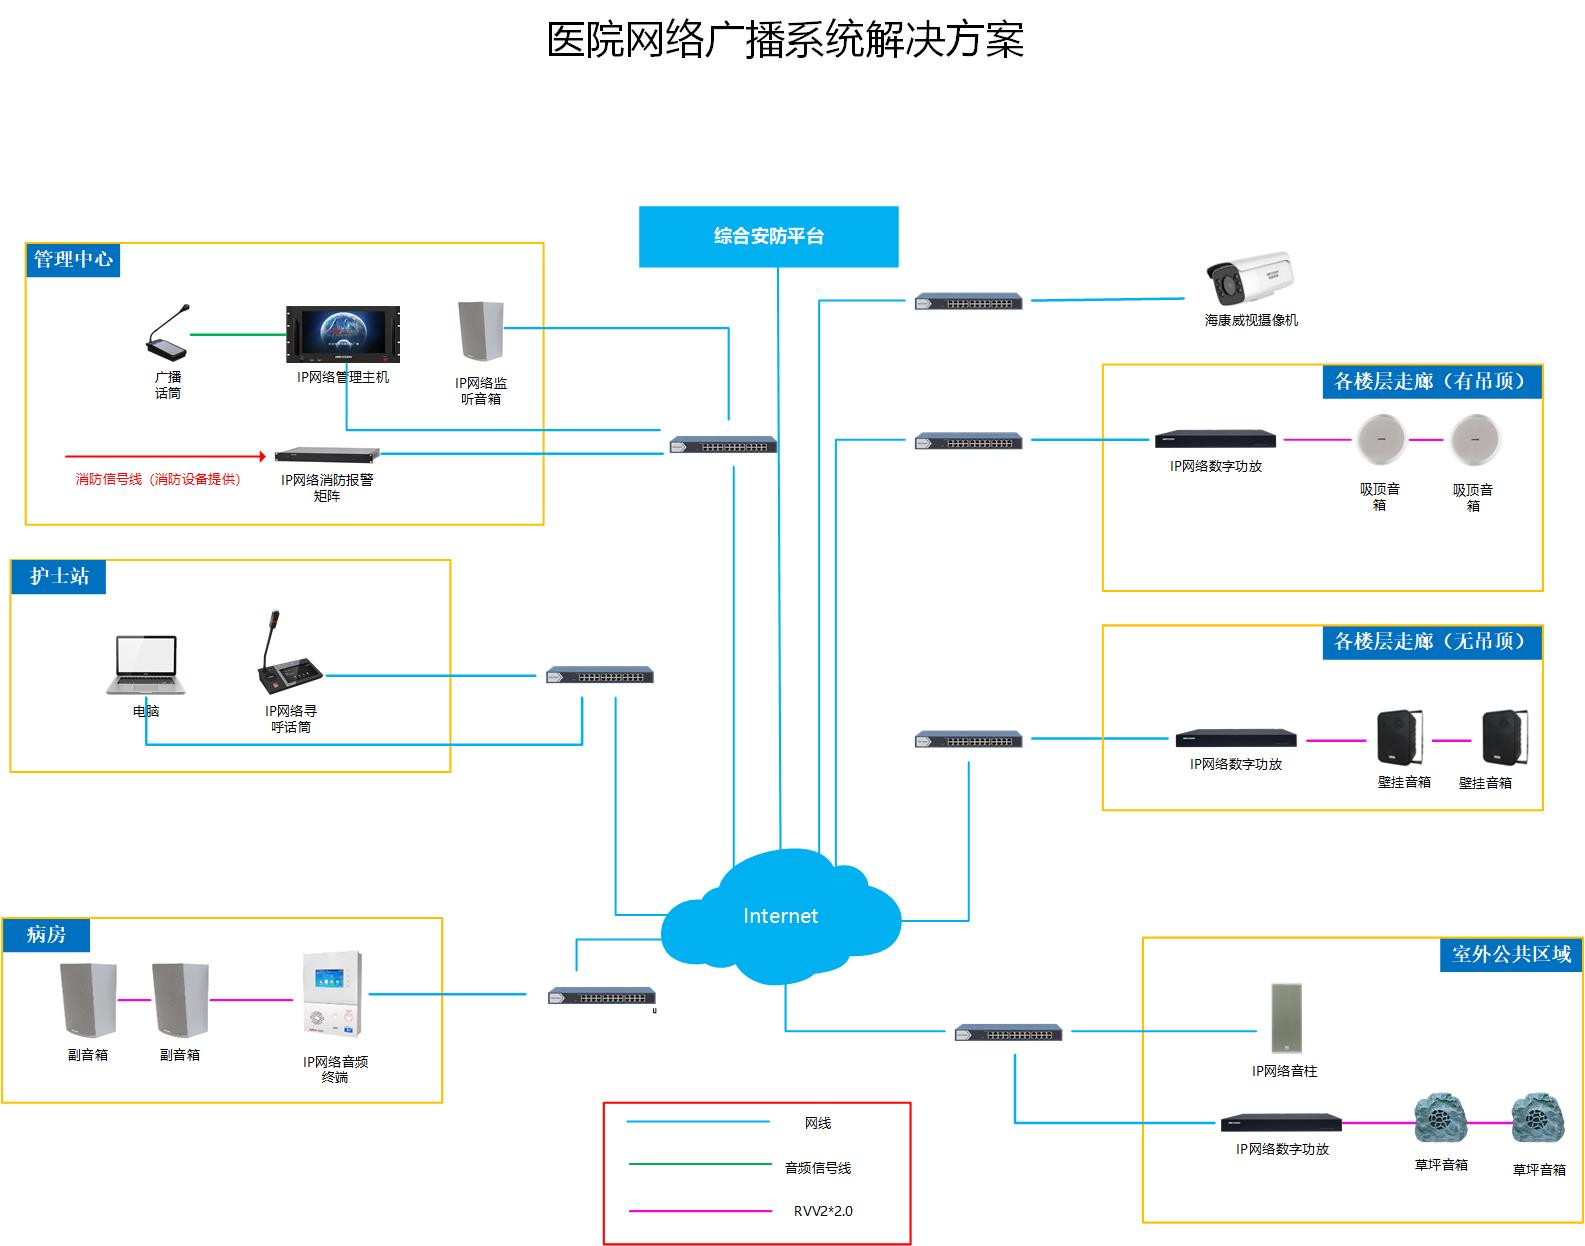 医院网络广播系统解决方案
综合安防平台
管理中心
广播
话筒
IP网络管理主机
IP网络监
听音箱
消防信号线（消防设备提供）
IP网络消防报警
矩阵
海康威视摄像机
各楼层走廊（有吊顶）
IP网络数字功放
吸顶音
箱
吸顶音
箱
护士站
电脑
IP网络寻
呼话筒
各楼层走廊（无吊顶）
IP网络数字功放
壁挂音箱
壁挂音箱
Internet
病房
副音箱
副音箱
IP网络音频
终端
u
室外公共区域
IP网络音柱
IP网络数字功放
草坪音箱
草坪音箱
网线
音频信号线
RVV2*2.0